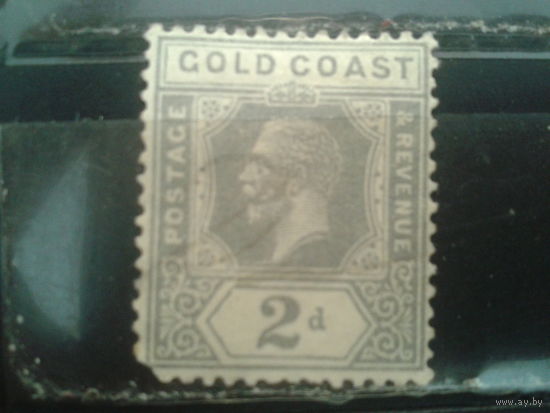 GOLD COAST
POSTAGE
& REVENUE
2d
www.ay.by